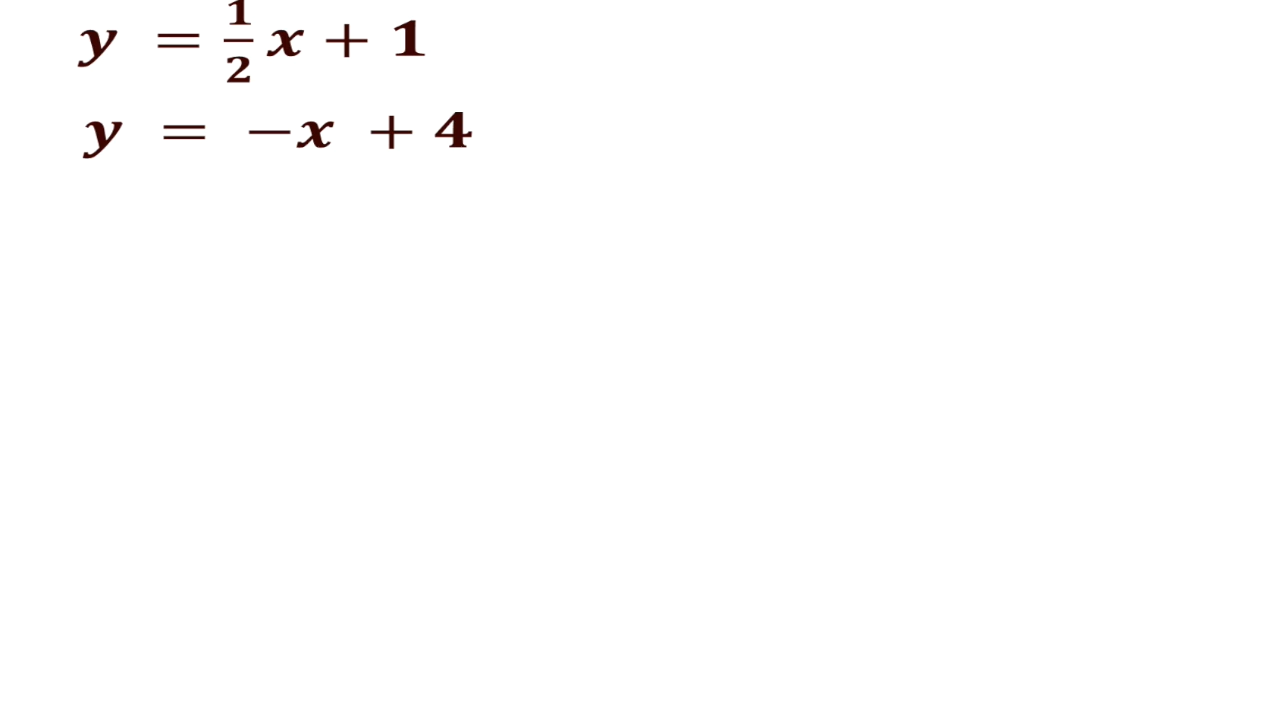 y = 1/2 x + 1
y = −x + 4